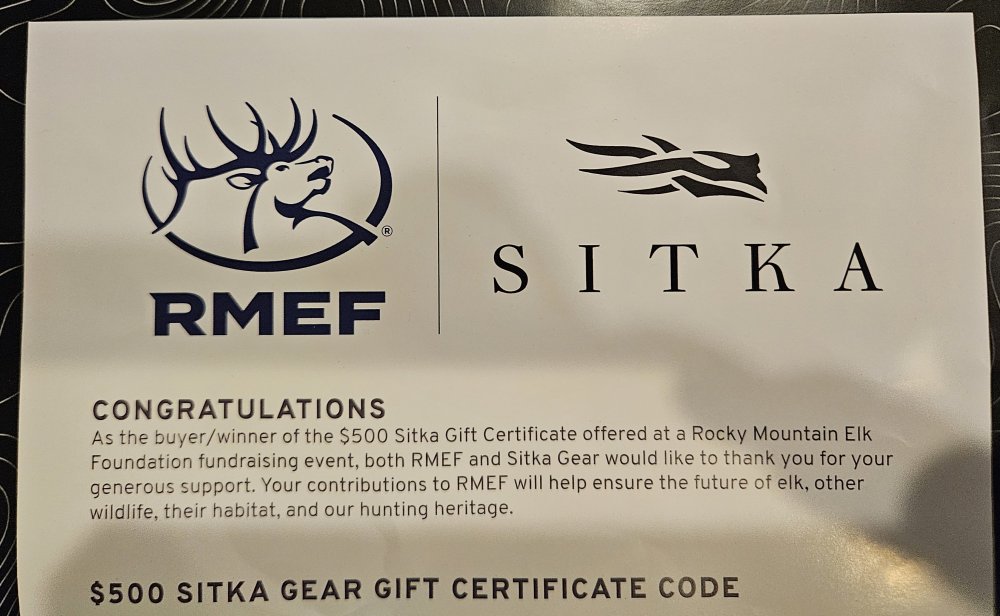 RMEF
®
SITKA
CONGRATULATIONS
As the buyer/winner of the $500 Sitka Gift Certificate offered at a Rocky Mountain Elk
Foundation fundraising event, both RMEF and Sitka Gear would like to thank you for your
generous support. Your contributions to RMEF will help ensure the future of elk, other
wildlife, their habitat, and our hunting heritage.
$500 SITKA GEAR GIFT CERTIFICATE CODE